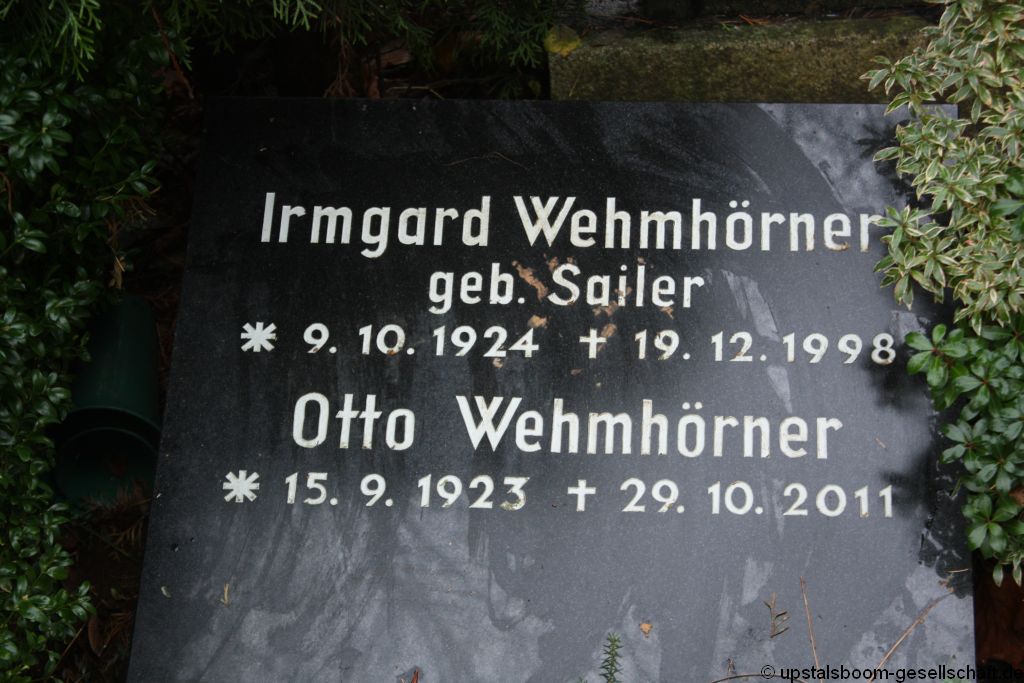 Irmgard Wehmhörner
geb. Sailer
* 9. 10. 1924 † 19. 12. 1998
Otto Wehmhörner
* 15. 9. 1923 † 29. 10. 2011
© upstalsboom-gesellschaft.de